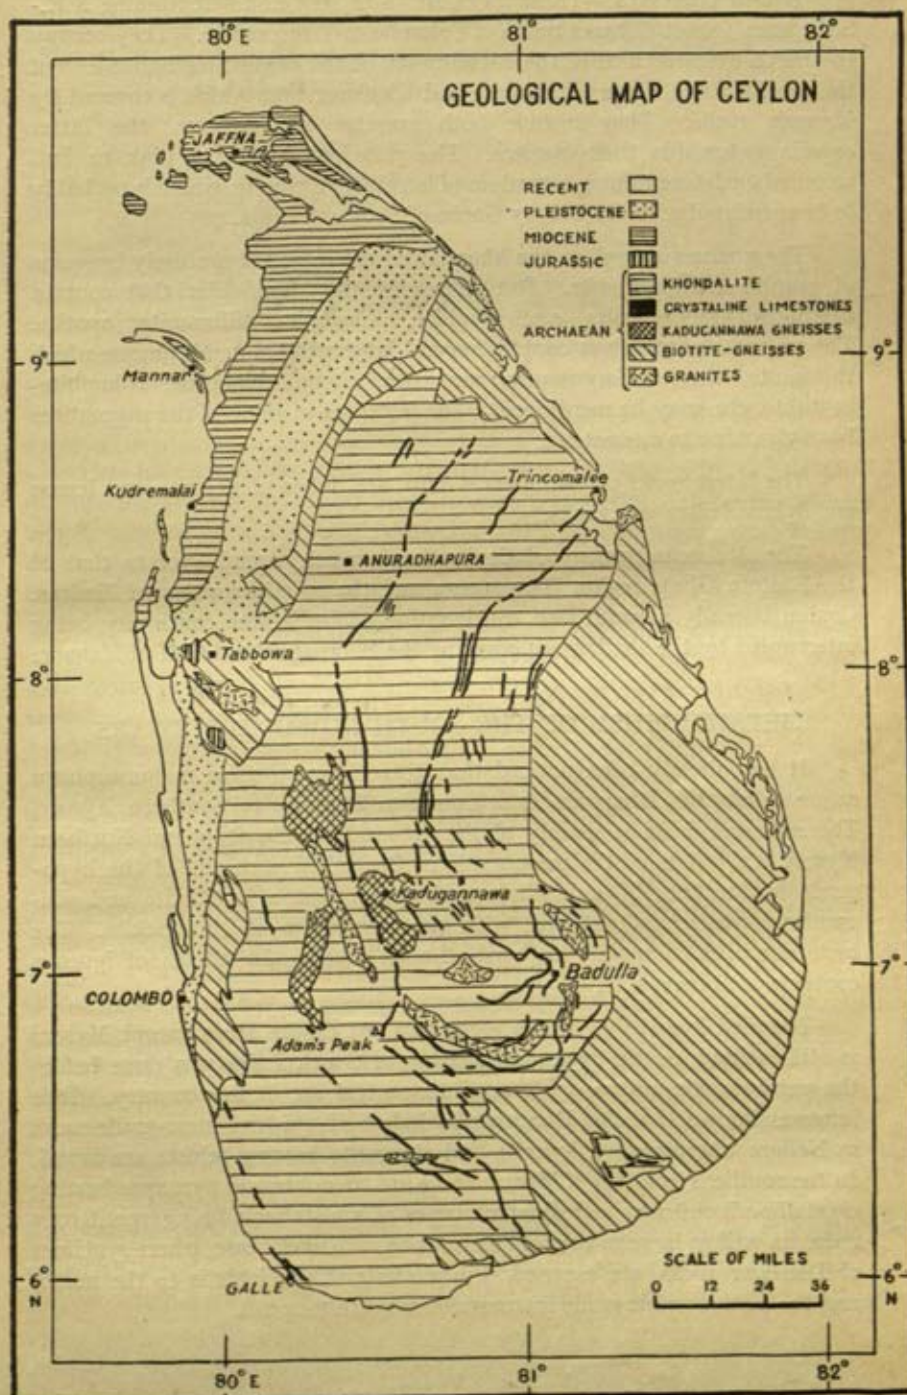 80° E
81°
82°
GEOLOGICAL MAP OF CEYLON
JAFFNA
RECENT
PLEISTOCENE
MIOCENE
JURASSIC
KHONDALITE
CRYSTALINE LIMESTONES
ARCHAEAN
KADUCANNAWA GNEISSES
BIOTITE-GNEISSES
GRANITES
9°
9°
Mannar
Kudremalai
Trincomalee
ANURADHAPURA
Tabbowa
8°
8°
Kadugannawa
7°
7°
Badulla
COLOMBO
Adam's Peak
SCALE OF MILES
0 12 24 36
6°
N
6°
N
GALLE
80° E
81°
82°